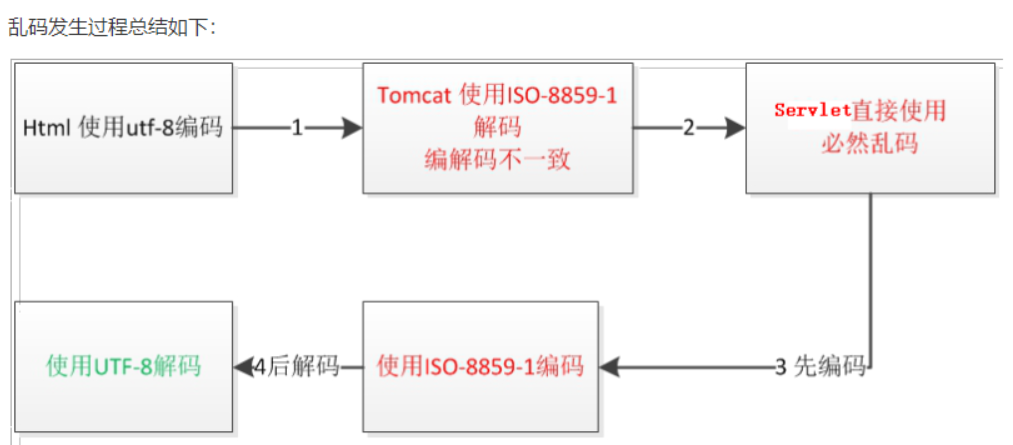 乱码发生过程总结如下：
Html 使用utf-8编码
1
Tomcat 使用ISO-8859-1
解码
编解码不一致
2
Servlet直接使用
必然乱码
3 先编码
使用ISO-8859-1编码
4后解码
使用UTF-8解码